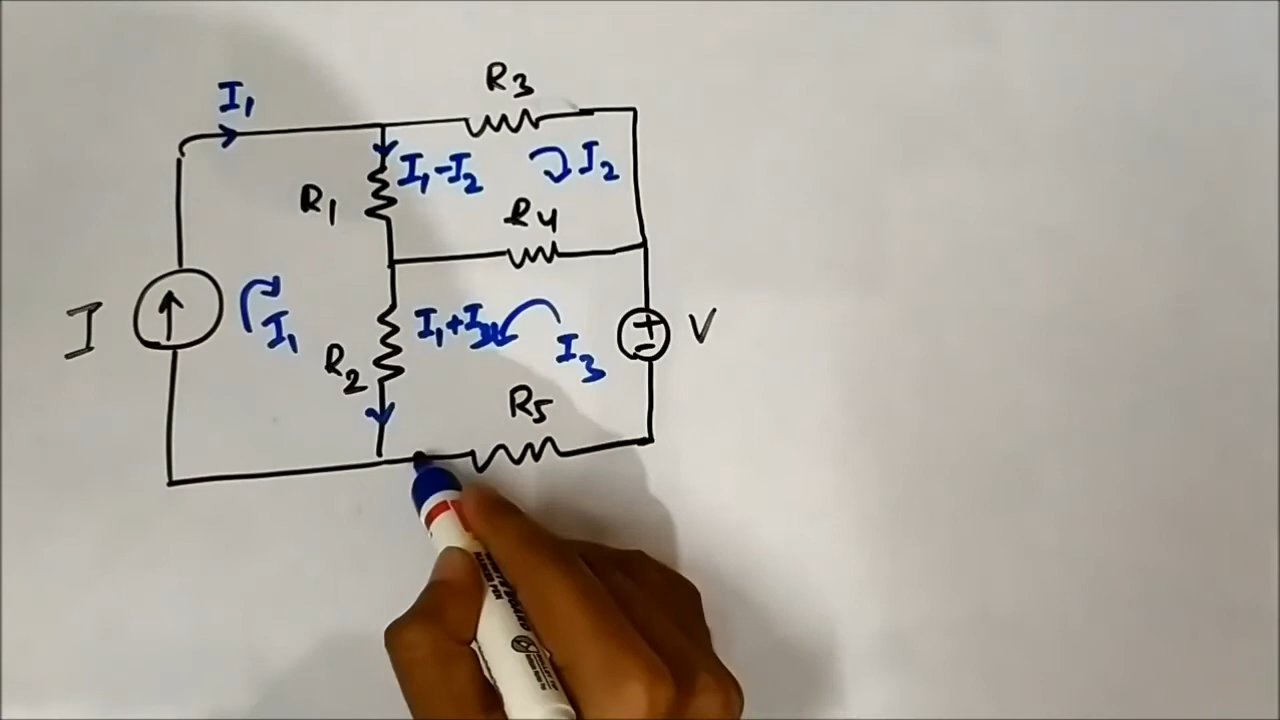 I₁
R₃
I₁-I₂
I₂
R₁
R₄
I
I₁
I₁+I₃
I₃
V
R₂
R₅
+
-